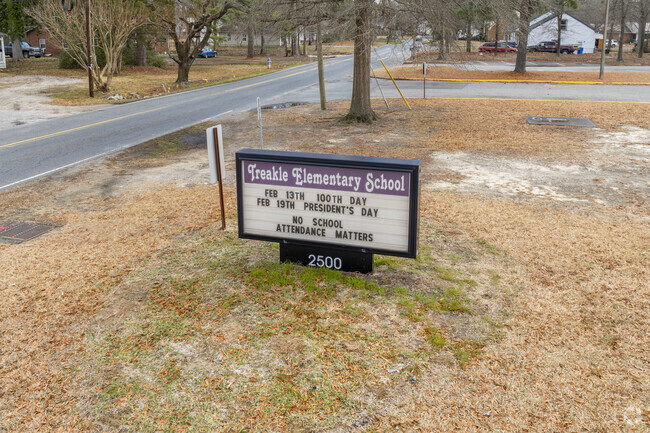 Treakle Elementary School
FEB 13TH 100TH DAY
FEB 19TH PRESIDENT'S DAY
NO SCHOOL
ATTENDANCE MATTERS
2500